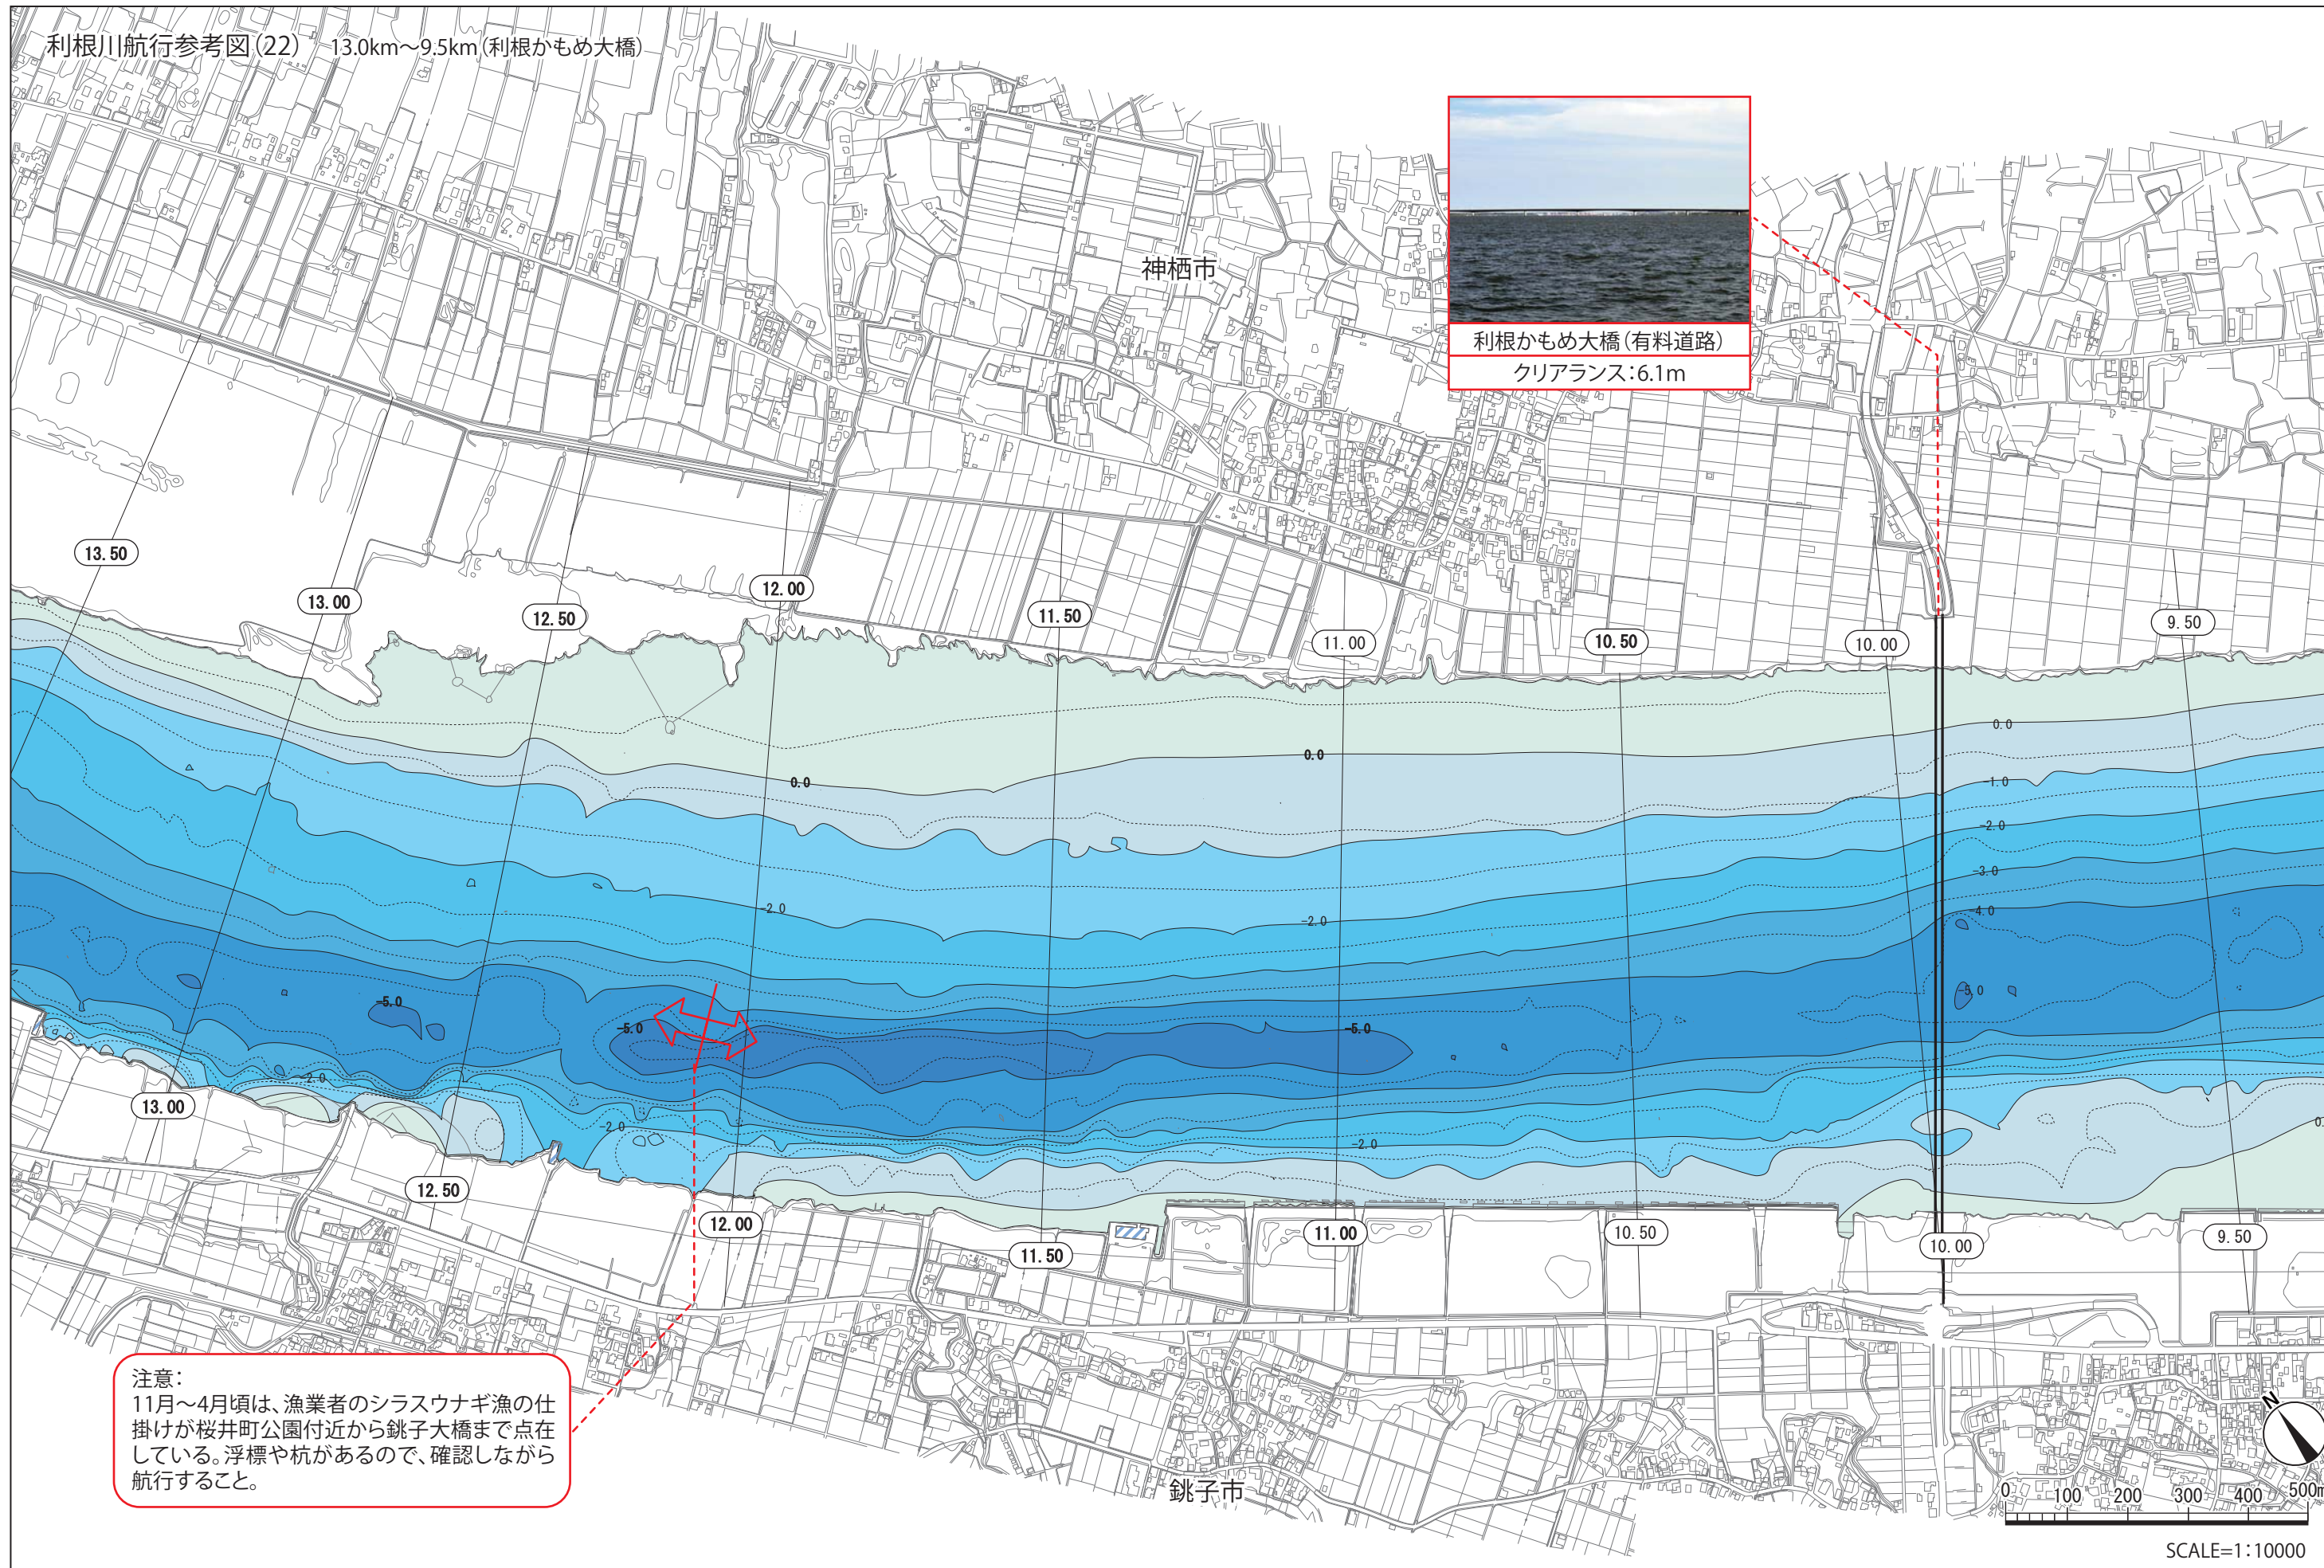 利根川航行参考図(22) 13.0km～9.5km(利根かもめ大橋)
神栖市
利根かもめ大橋(有料道路)
クリアランス：6.1m
13.50
13.00
12.50
12.00
11.50
11.00
10.50
10.00
9.50
0.0
0.0
0.0
-1.0
-2.0
-2.0
-2.0
-3.0
-4.0
-5.0
-5.0
-5.0
-5.0
-2.0
-2.0
-2.0
13.00
12.50
12.00
11.50
11.00
10.50
10.00
9.50
注意：
11月～4月頃は、漁業者のシラスウナギ漁の仕
掛けが桜井町公園付近から銚子大橋まで点在
している。浮標や杭があるので、確認しながら
航行すること。
銚子市
N
0 100 200 300 400 500m
SCALE=1：10000